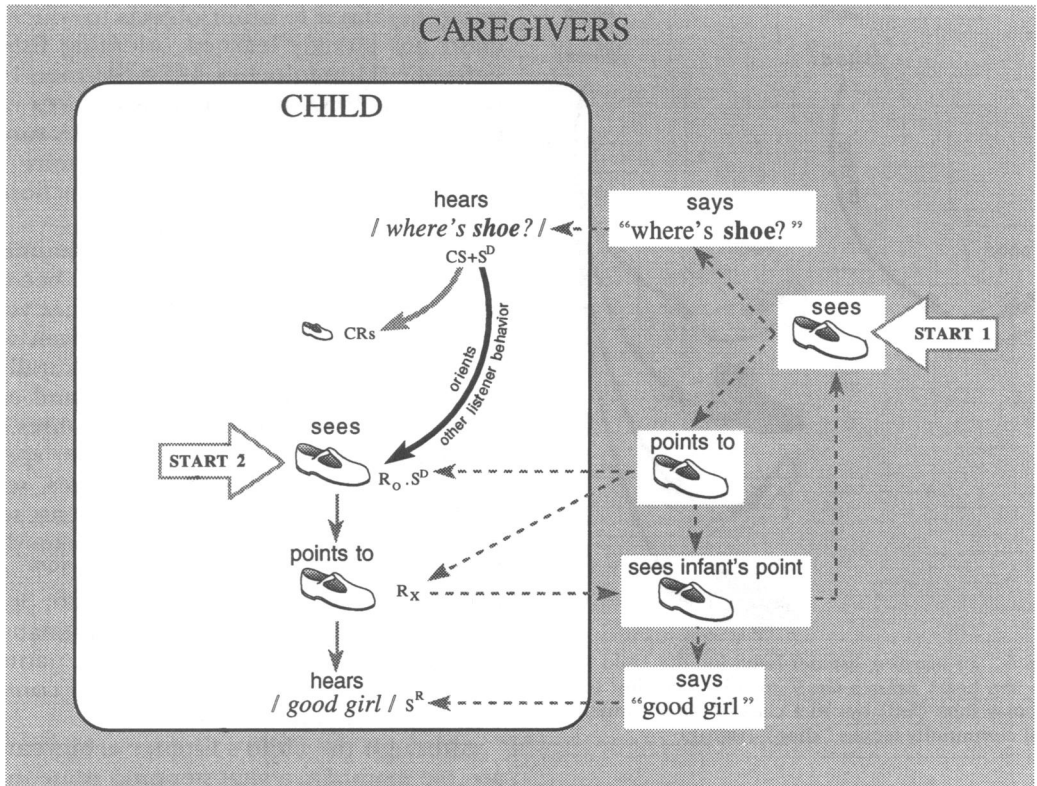 CAREGIVERS
CHILD
hears
/ where's shoe? /
CS+S^D
CRs
orients
other listener behavior
START 2
sees
R_O . S^D
points to
R_X
hears
/ good girl / S^R
says
“where's shoe? ”
sees
START 1
points to
sees infant's point
says
“good girl”